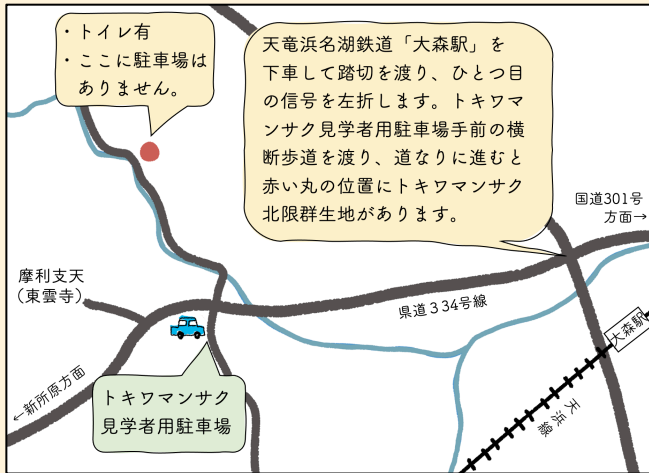 ・トイレ有
・ここに駐車場は
ありません。
天竜浜名湖鉄道「大森駅」を
下車して踏切を渡り、ひとつ目
の信号を左折します。トキワマ
ンサク見学者用駐車場手前の横
断歩道を渡り、道なりに進むと
赤い丸の位置にトキワマンサク
北限群生地があります。
国道301号
方面→
摩利支天
(東雲寺)
県道334号線
大森駅
天浜線
←新所原方面
トキワマンサク
見学者用駐車場